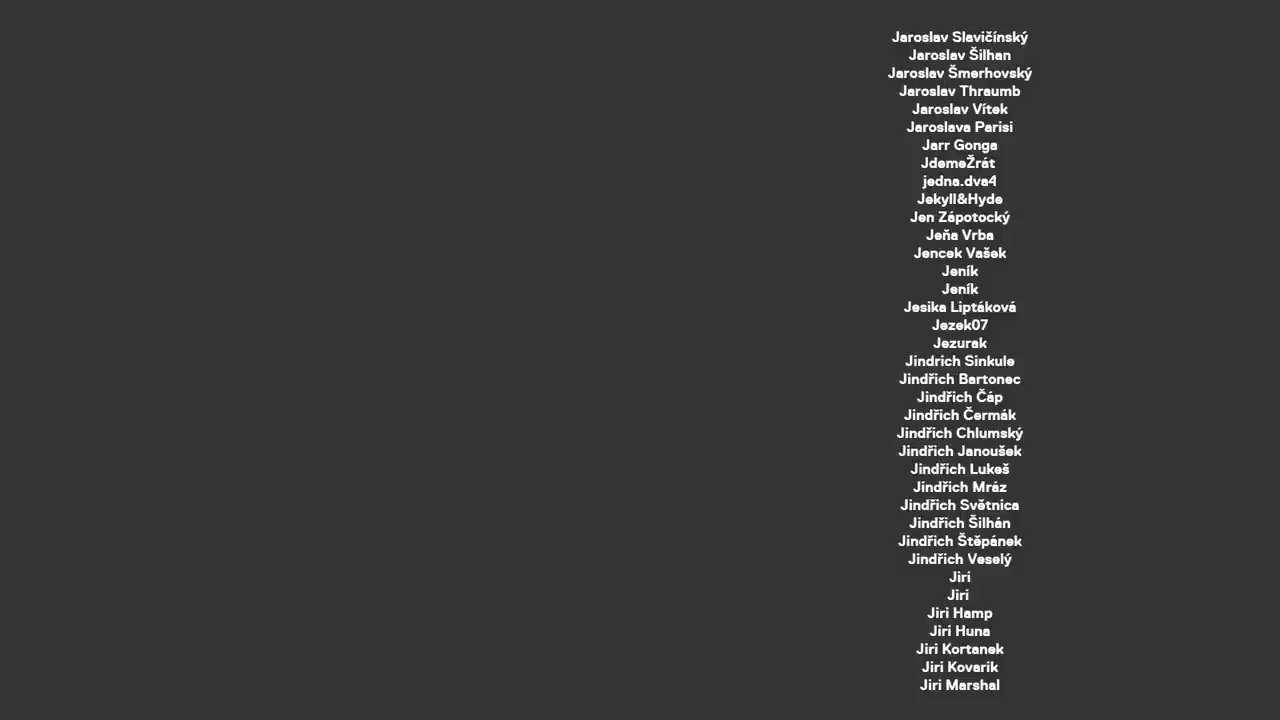 Jaroslav Slavičínský
Jaroslav Šilhan
Jaroslav Šmerhovský
Jaroslav Thraumb
Jaroslav Vítek
Jaroslava Parisi
Jarr Gonga
JdemeŽrát
jedna.dva4
Jekyll&Hyde
Jen Zápotocký
Jeňa Vrba
Jencek Vašek
Jeník
Jeník
Jesika Liptáková
Jezek07
Jezurak
Jindrich Sinkule
Jindřich Bartonec
Jindřich Čáp
Jindřich Čermák
Jindřich Chlumský
Jindřich Janoušek
Jindřich Lukeš
Jindřich Mráz
Jindřich Světnica
Jindřich Šilhán
Jindřich Štěpánek
Jindřich Veselý
Jiri
Jiri
Jiri Hamp
Jiri Huna
Jiri Kortanek
Jiri Kovarik
Jiri Marshal